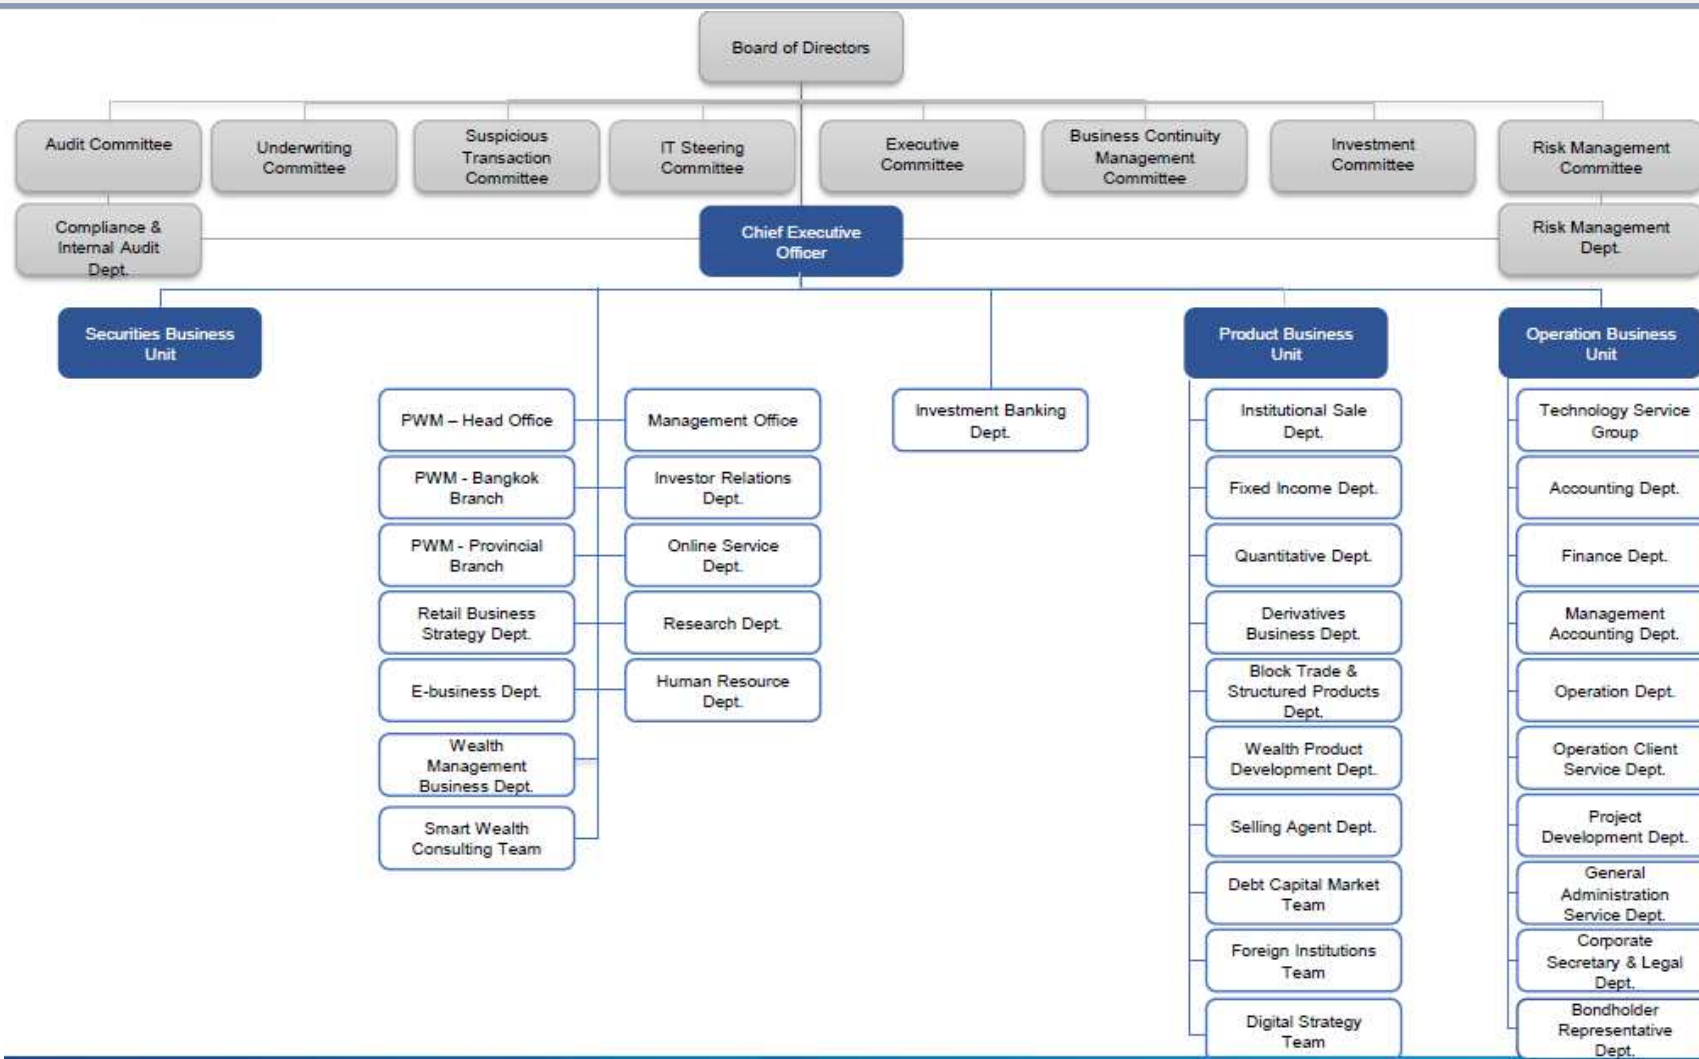 Board of Directors
Audit Committee
Underwriting
Committee
Suspicious
Transaction
Committee
IT Steering
Committee
Executive
Committee
Business Continuity
Management
Committee
Investment
Committee
Risk Management
Committee
Compliance &
Internal Audit
Dept.
Chief Executive
Officer
Risk Management
Dept.
Securities Business
Unit
Product Business
Unit
Operation Business
Unit
PWM – Head Office
PWM - Bangkok
Branch
PWM - Provincial
Branch
Retail Business
Strategy Dept.
E-business Dept.
Wealth
Management
Business Dept.
Smart Wealth
Consulting Team
Management Office
Investor Relations
Dept.
Online Service
Dept.
Research Dept.
Human Resource
Dept.
Investment Banking
Dept.
Institutional Sale
Dept.
Fixed Income Dept.
Quantitative Dept.
Derivatives
Business Dept.
Block Trade &
Structured Products
Dept.
Wealth Product
Development Dept.
Selling Agent Dept.
Debt Capital Market
Team
Foreign Institutions
Team
Digital Strategy
Team
Technology Service
Group
Accounting Dept.
Finance Dept.
Management
Accounting Dept.
Operation Dept.
Operation Client
Service Dept.
Project
Development Dept.
General
Administration
Service Dept.
Corporate
Secretary & Legal
Dept.
Bondholder
Representative
Dept.